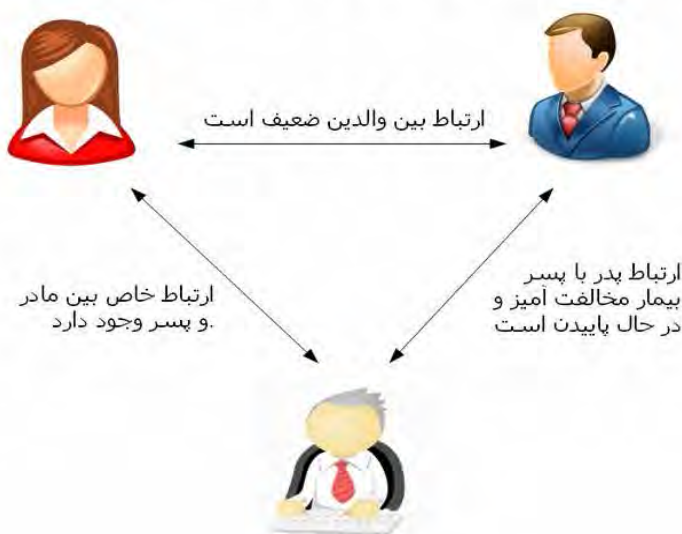 ارتباط بین والدین ضعیف است
ارتباط پدر با پسر
بیمار مخالفت آمیز و
در حال پاییدن است
ارتباط خاص بین مادر
و پسر وجود دارد.